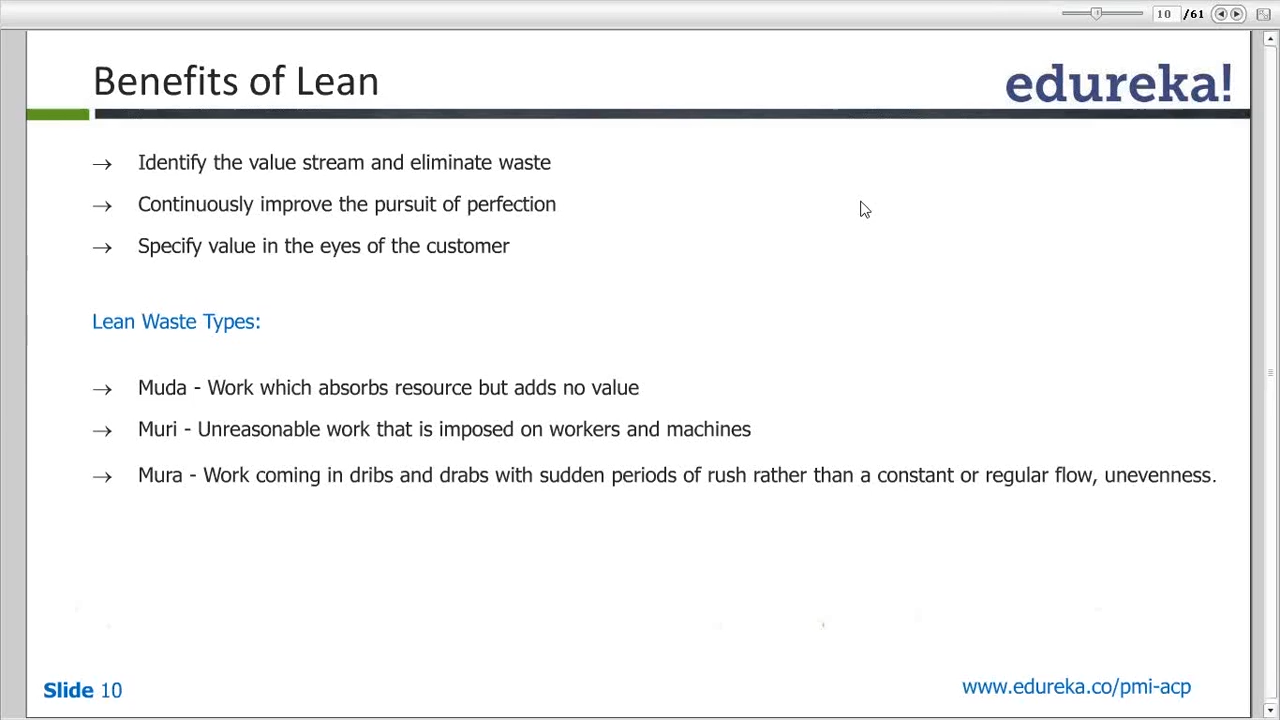 10 /61
Benefits of Lean
edureka!
→ Identify the value stream and eliminate waste
→ Continuously improve the pursuit of perfection
→ Specify value in the eyes of the customer
Lean Waste Types:
→ Muda - Work which absorbs resource but adds no value
→ Muri - Unreasonable work that is imposed on workers and machines
→ Mura - Work coming in dribs and drabs with sudden periods of rush rather than a constant or regular flow, unevenness.
Slide 10
www.edureka.co/pmi-acp